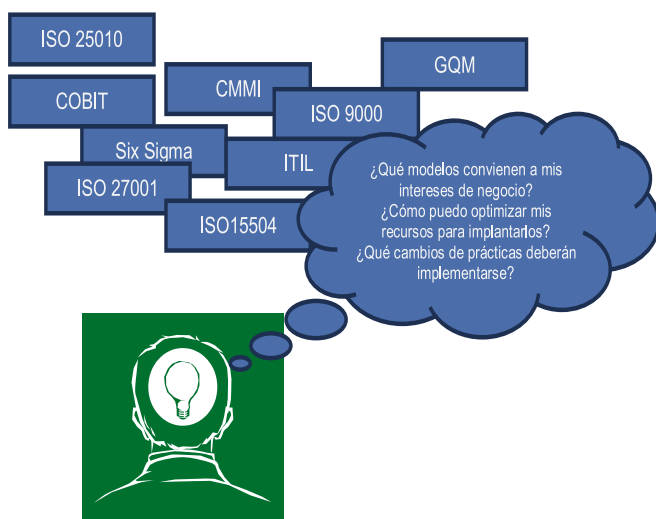 ISO 25010
GQM
CMMI
COBIT
ISO 9000
Six Sigma
ITIL
ISO 27001
ISO15504
¿Qué modelos convienen a mis
intereses de negocio?
¿Cómo puedo optimizar mis
recursos para implantarlos?
¿Qué cambios de prácticas deberán
implementarse?